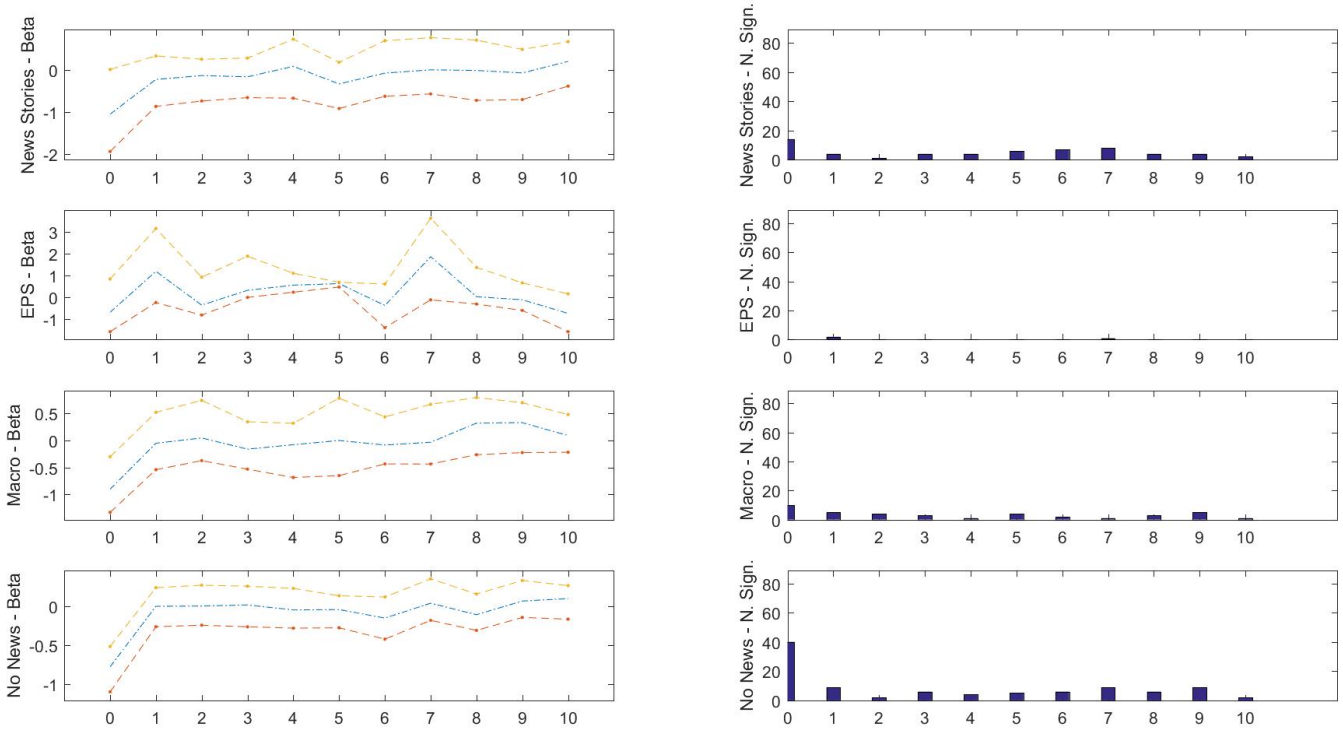 News Stories - Beta
0
-1
-2
0 1 2 3 4 5 6 7 8 9 10
News Stories - N. Sign.
80
60
40
20
0
0 1 2 3 4 5 6 7 8 9 10
EPS - Beta
3
2
1
0
-1
0 1 2 3 4 5 6 7 8 9 10
EPS - N. Sign.
80
60
40
20
0
0 1 2 3 4 5 6 7 8 9 10
Macro - Beta
0.5
0
-0.5
-1
0 1 2 3 4 5 6 7 8 9 10
Macro - N. Sign.
80
60
40
20
0
0 1 2 3 4 5 6 7 8 9 10
No News - Beta
0
-0.5
-1
0 1 2 3 4 5 6 7 8 9 10
No News - N. Sign.
80
60
40
20
0
0 1 2 3 4 5 6 7 8 9 10